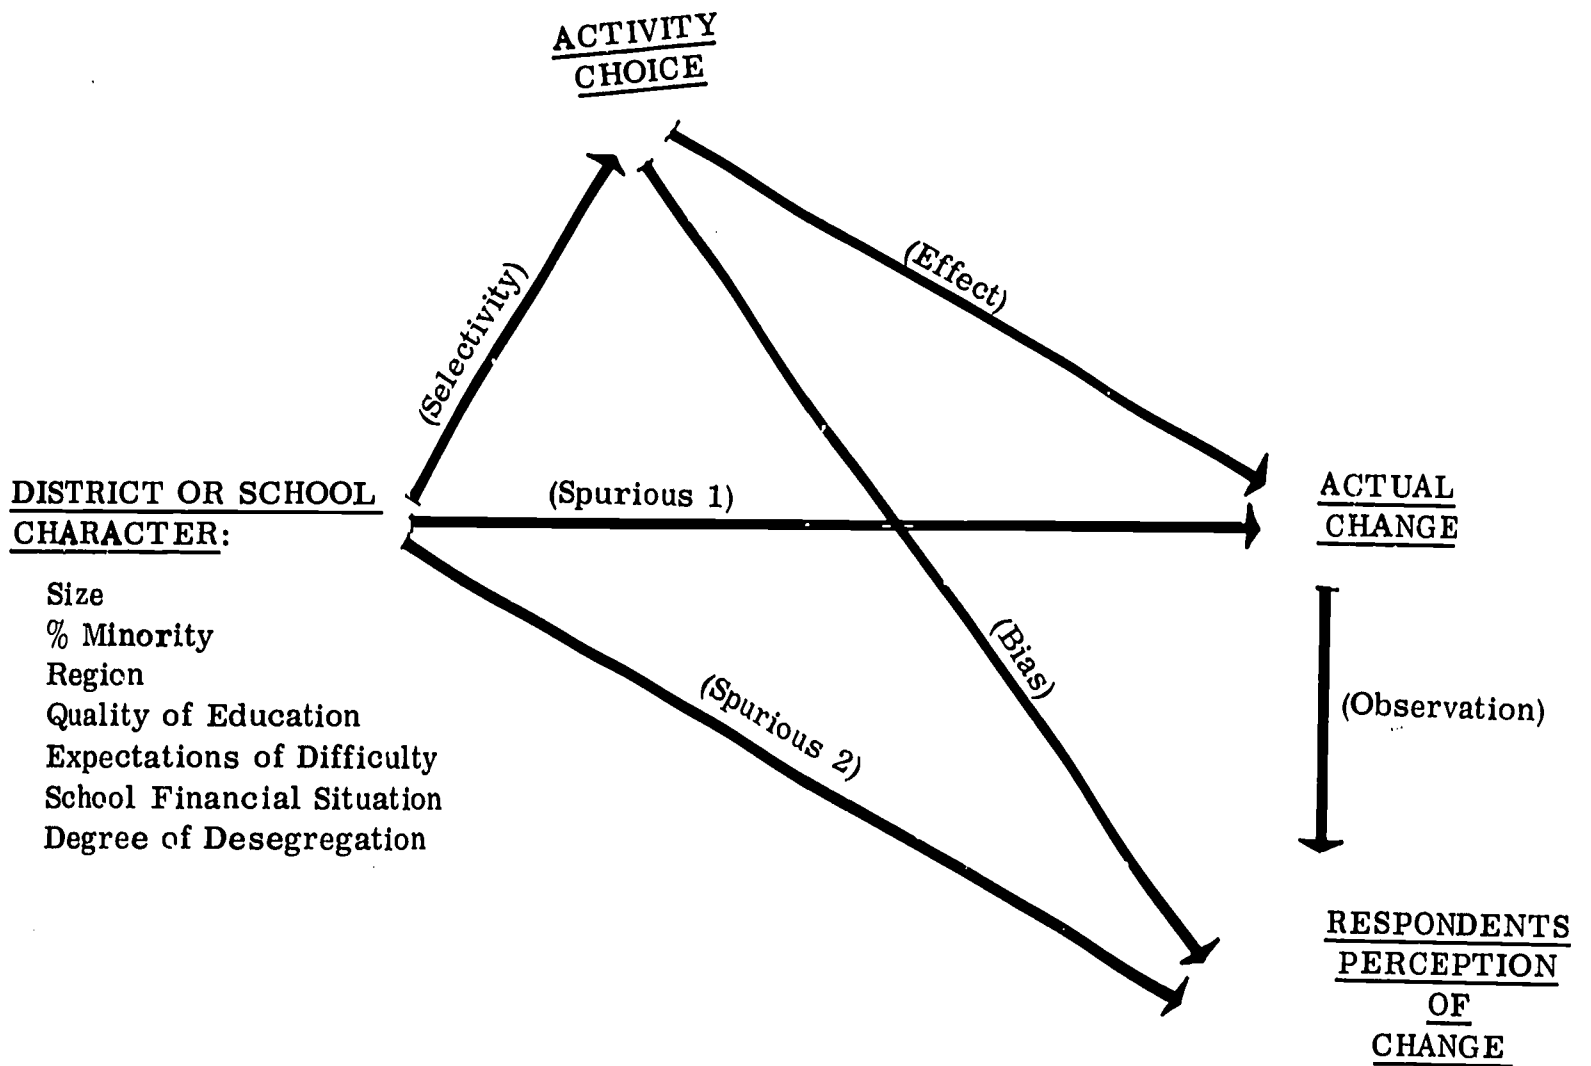 ACTIVITY
CHOICE
(Effect)
(Selectivity)
(Spurious 1)
DISTRICT OR SCHOOL
CHARACTER:
Size
% Minority
Region
Quality of Education
Expectations of Difficulty
School Financial Situation
Degree of Desegregation
ACTUAL
CHANGE
(Bias)
(Spurious 2)
(Observation)
RESPONDENTS
PERCEPTION
OF
CHANGE